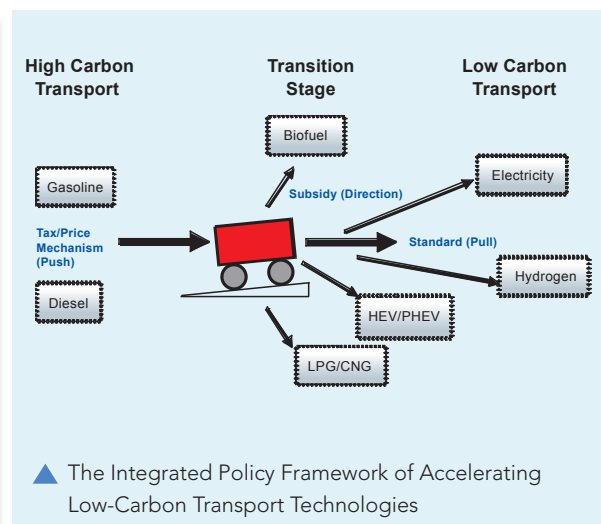 High Carbon
Transport
Transition
Stage
Low Carbon
Transport
Biofuel
Gasoline
Electricity
Subsidy (Direction)
Tax/Price
Mechanism
(Push)
Standard (Pull)
Hydrogen
Diesel
HEV/PHEV
LPG/CNG
The Integrated Policy Framework of Accelerating
Low-Carbon Transport Technologies